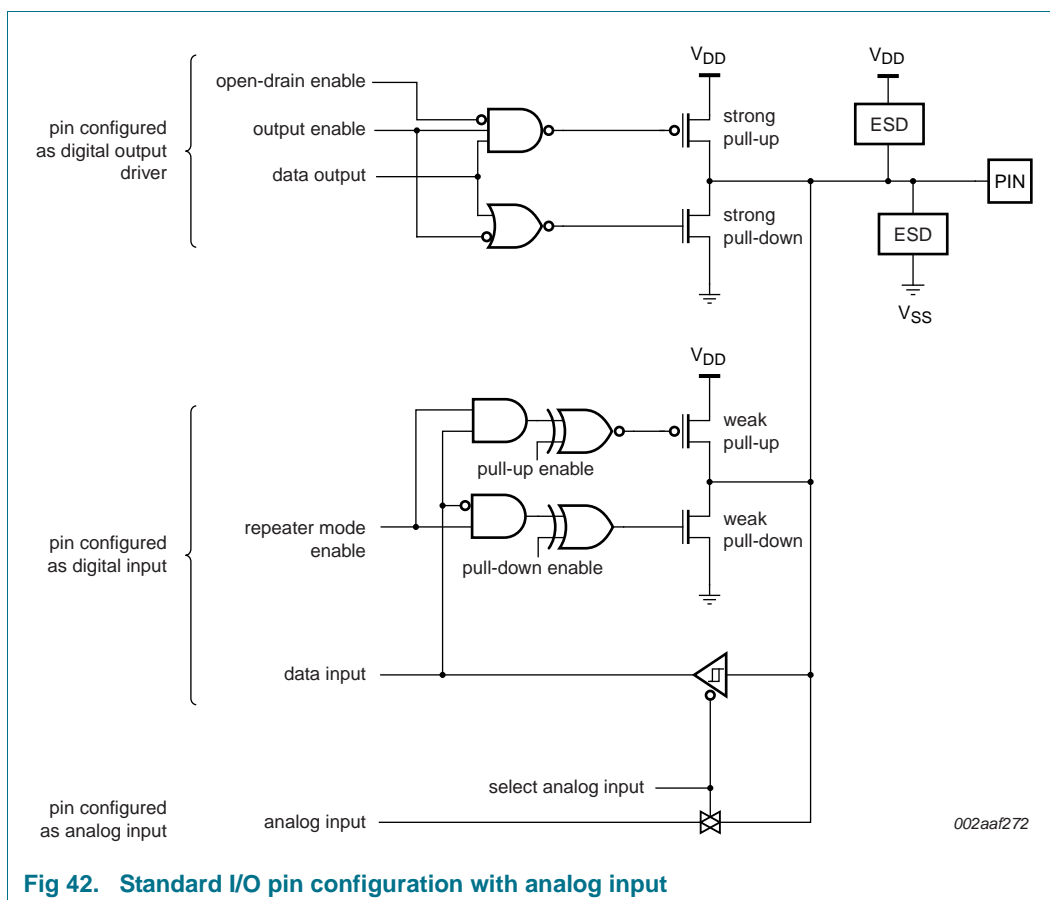 open-drain enable
output enable
data output
pin configured
as digital output
driver
VDD
strong
pull-up
strong
pull-down
VDD
ESD
PIN
ESD
VSS
VDD
weak
pull-up
pull-up enable
repeater mode
enable
pull-down enable
weak
pull-down
pin configured
as digital input
data input
select analog input
pin configured
as analog input
analog input
002aaf272
Fig 42. Standard I/O pin configuration with analog input